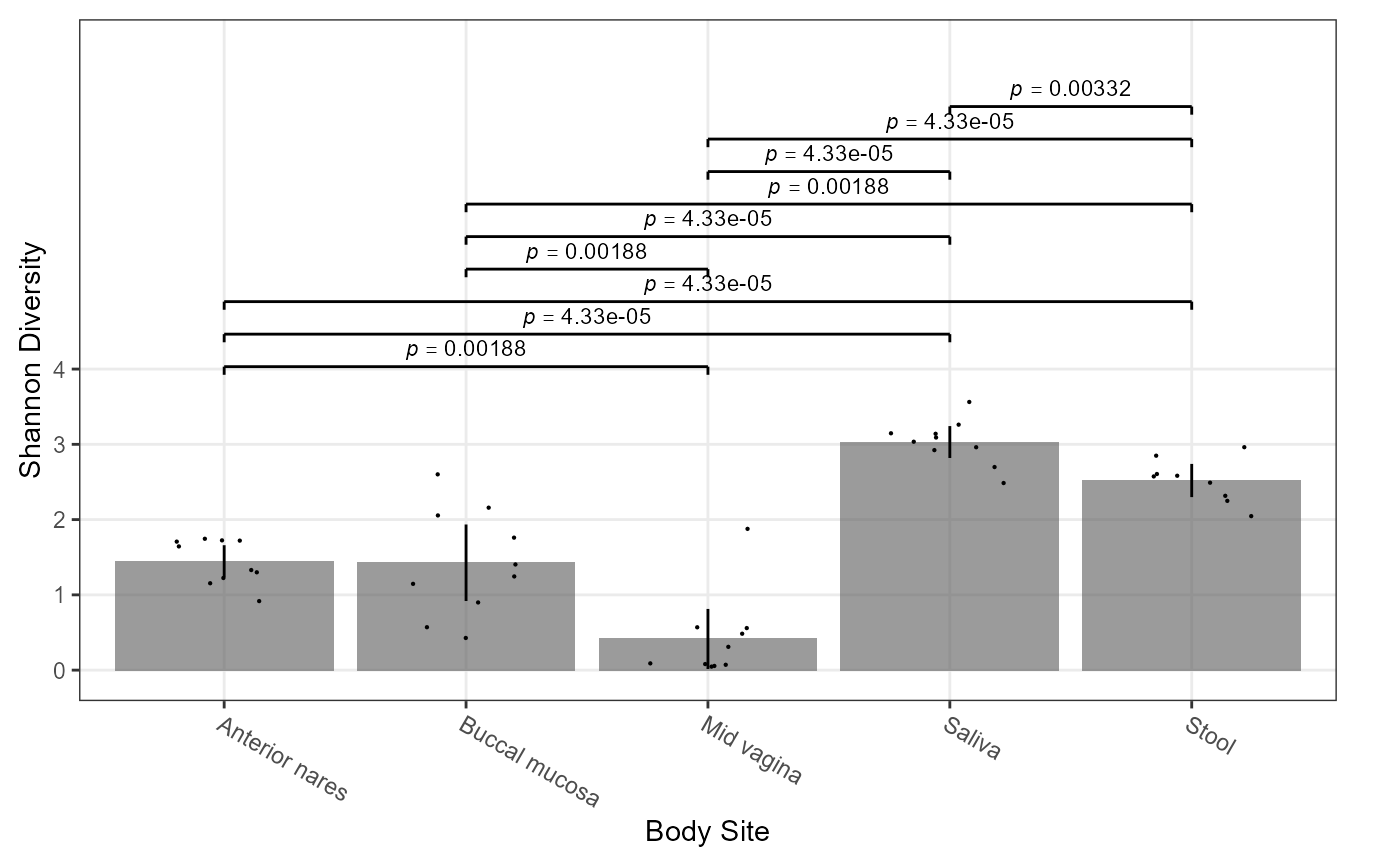 p = 0.00332
p = 4.33e-05
p = 4.33e-05
p = 0.00188
p = 4.33e-05
p = 0.00188
p = 4.33e-05
p = 4.33e-05
p = 0.00188
Shannon Diversity
4
3
2
1
0
Anterior nares
Buccal mucosa
Mid vagina
Saliva
Stool
Body Site